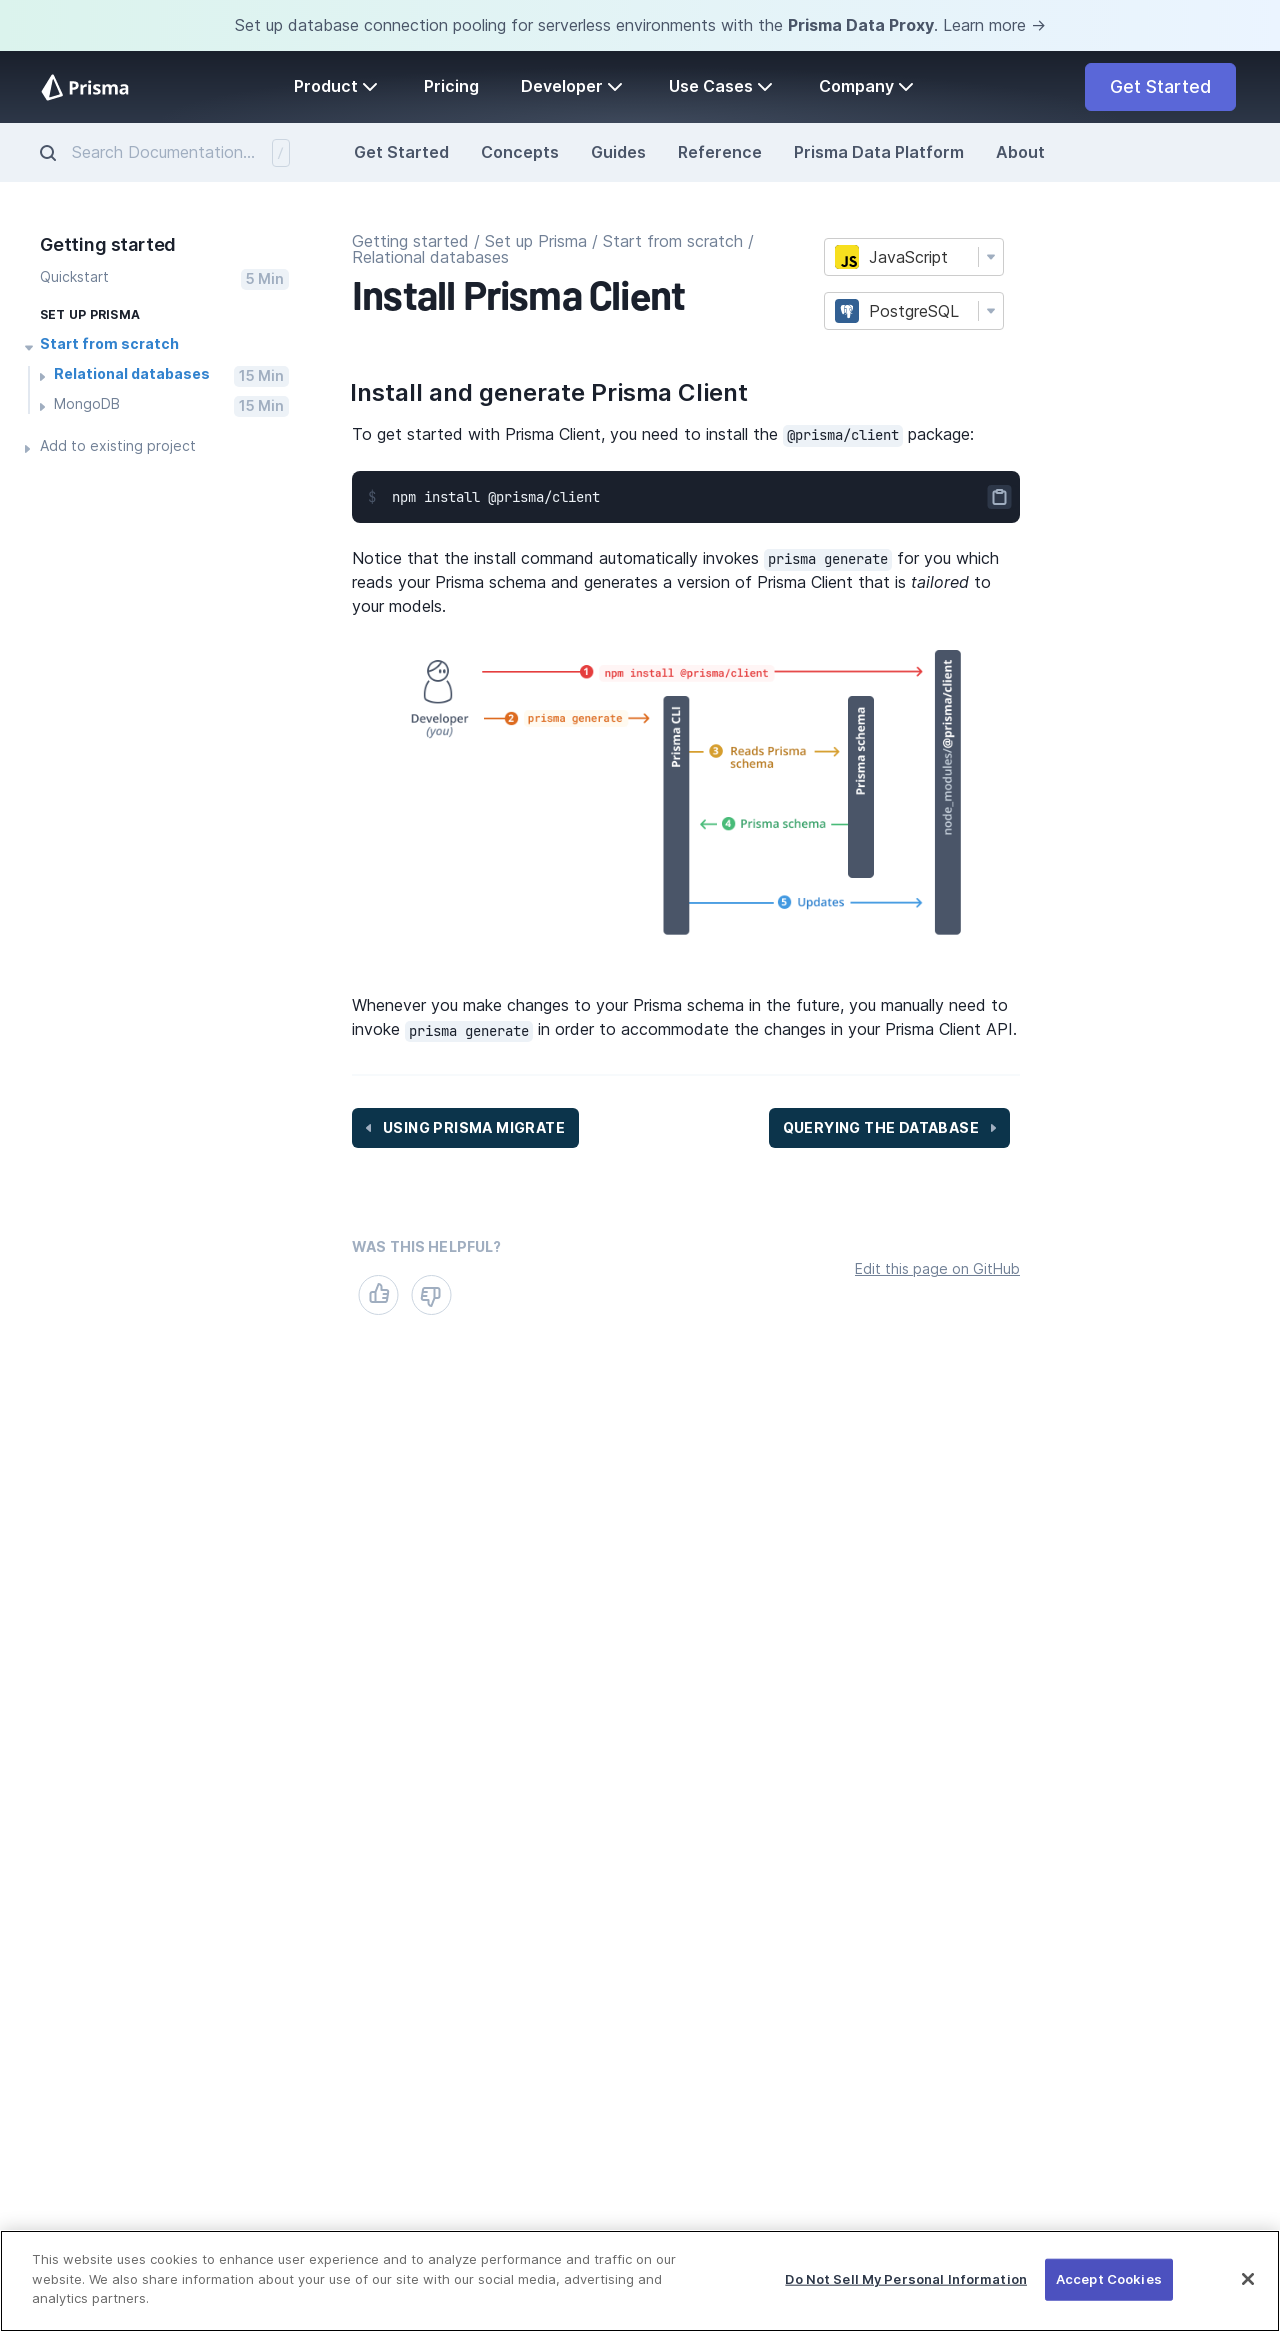 Set up database connection pooling for serverless environments with the Prisma Data Proxy. Learn more →
Prisma
Product
Pricing
Developer
Use Cases
Company
Get Started
Search Documentation...
/
Get Started
Concepts
Guides
Reference
Prisma Data Platform
About
Getting started
Quickstart
5 Min
SET UP PRISMA
Start from scratch
Relational databases
15 Min
MongoDB
15 Min
Add to existing project
Getting started / Set up Prisma / Start from scratch /
Relational databases
Install Prisma Client
JS
JavaScript
PostgreSQL
Install and generate Prisma Client
To get started with Prisma Client, you need to install the @prisma/client package:
$ npm install @prisma/client
Notice that the install command automatically invokes prisma generate for you which
reads your Prisma schema and generates a version of Prisma Client that is tailored to
your models.
Developer
(you)
1 npm install @prisma/client
2 prisma generate
Prisma CLI
3 Reads Prisma
schema
Prisma schema
4 Prisma schema
5 Updates
node_modules/@prisma/client
Whenever you make changes to your Prisma schema in the future, you manually need to
invoke prisma generate in order to accommodate the changes in your Prisma Client API.
USING PRISMA MIGRATE
QUERYING THE DATABASE
WAS THIS HELPFUL?
Edit this page on GitHub
This website uses cookies to enhance user experience and to analyze performance and traffic on our
website. We also share information about your use of our site with our social media, advertising and
analytics partners.
Do Not Sell My Personal Information
Accept Cookies